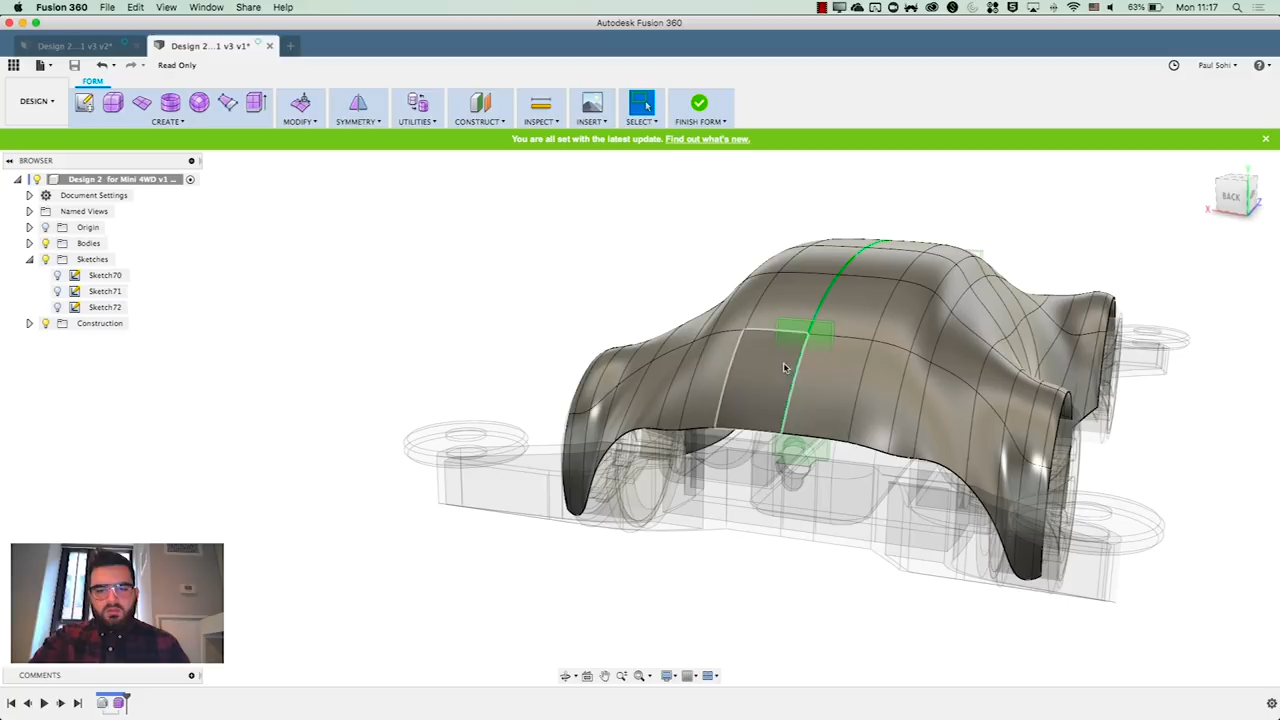 Fusion 360 File Edit View Window Share Help 63% Mon 11:17
Autodesk Fusion 360
Design 2...1 v3 v2* Design 2...1 v3 v1*
Read Only Paul Sohi
FORM
DESIGN
CREATE MODIFY SYMMETRY UTILITIES CONSTRUCT INSPECT INSERT SELECT FINISH FORM
You are all set with the latest update. Find out what's new.
BROWSER
Design 2 for Mini 4WD v1 ...
Document Settings
Named Views
Origin
Bodies
Sketches
Sketch70
Sketch71
Sketch72
Construction
BACK
X
Z
COMMENTS